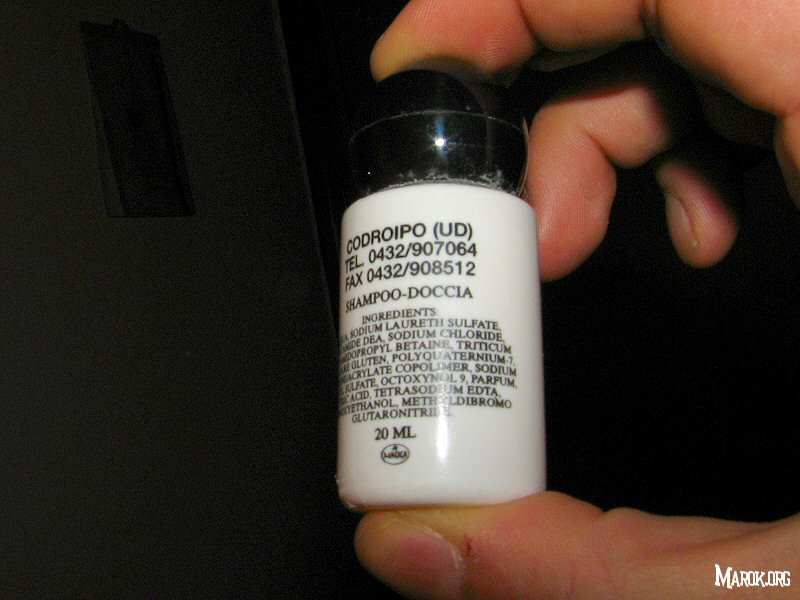 CODROIPO (UD)
TEL. 0432/907064
FAX 0432/908512
SHAMPOO-DOCCIA
INGREDIENTS:
SODIUM LAURETH SULFATE,
DEA, SODIUM CHLORIDE,
BETAINE, TRITICUM
GLUTEN, POLYQUATERNIUM-7,
COPOLIMER, SODIUM
SULFATE, OCTOXYNOL 9, PARFUM,
ACID, TETRASODIUM EDTA,
METHYLDIBROMO
GLUTARONITRILE.
20 ML
MAROK.ORG